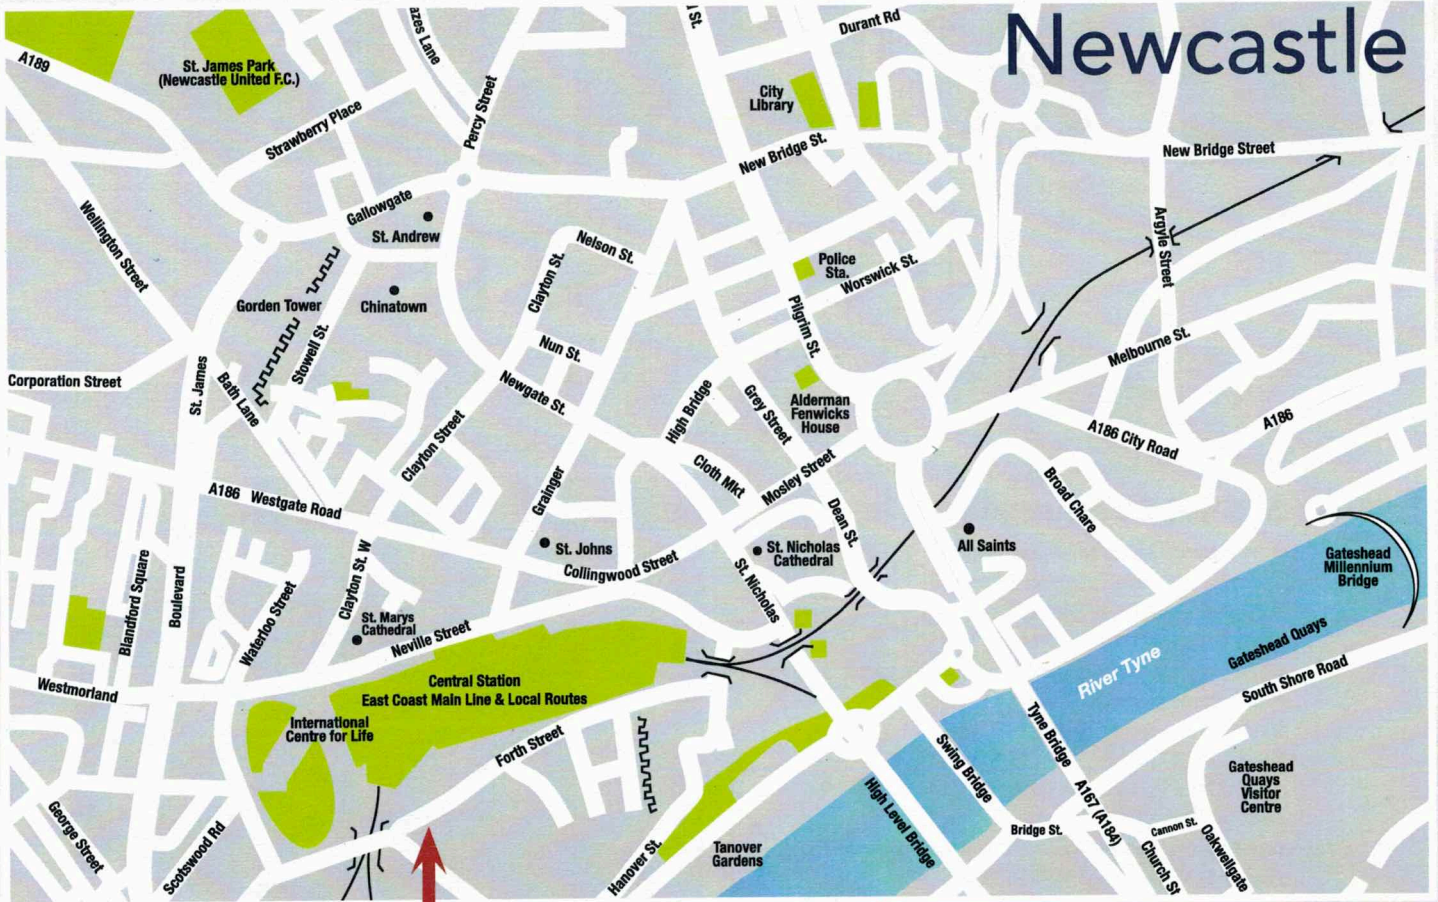 Newcastle
Durant Rd
A189
St. James Park
(Newcastle United F.C.)
City
Library
Percy Street
Strawberry Place
New Bridge St.
New Bridge Street
Gallowgate
St. Andrew
Wellington Street
Nelson St.
Argyle Street
Police
Sta.
Worswick St.
Clayton St.
Gorden Tower
Chinatown
Pilgrim St.
Stowell St.
Nun St.
Melbourne St.
Corporation Street
St. James
Bath Lane
Newgate St.
High Bridge
Grey Street
Alderman
Fenwicks
House
A186
A186 City Road
Clayton Street
Cloth Mkt
Mosley Street
Grainger
Broad Chare
A186 Westgate Road
Dean St.
All Saints
St. Johns
St. Nicholas
Cathedral
Collingwood Street
Gateshead
Millennium
Bridge
Clayton St. W
Blandford Square
Boulevard
Waterloo Street
St. Nicholas
St. Marys
Cathedral
Neville Street
Gateshead Quays
River Tyne
South Shore Road
Westmorland
Central Station
East Coast Main Line & Local Routes
International
Centre for Life
Forth Street
Tyne Bridge
Swing Bridge
High Level Bridge
A167 (A184)
Gateshead
Quays
Visitor
Centre
George Street
Scotswood Rd
Hanover St.
Tanover
Gardens
Bridge St.
Cannon St.
Church St
Oakwellgate